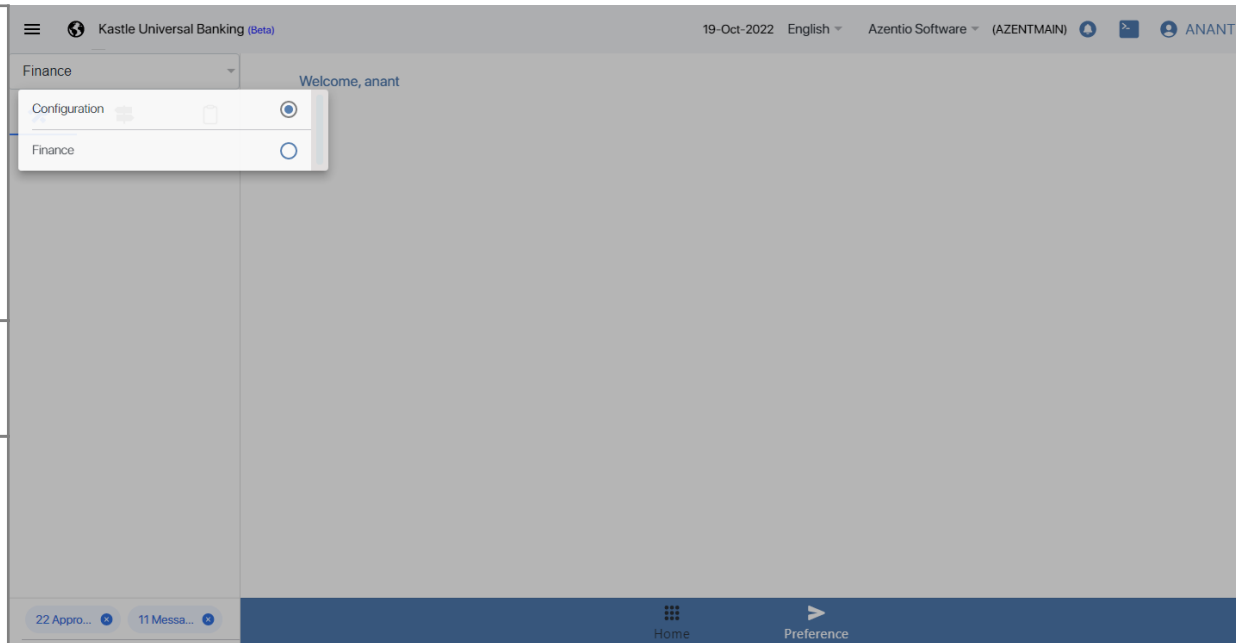 Kastle Universal Banking (Beta) 19-Oct-2022 English Azentio Software (AZENTMAIN) ANANT
Finance
Welcome, anant
Configuration
Finance
22 Appro... 11 Messa...
Home Preference